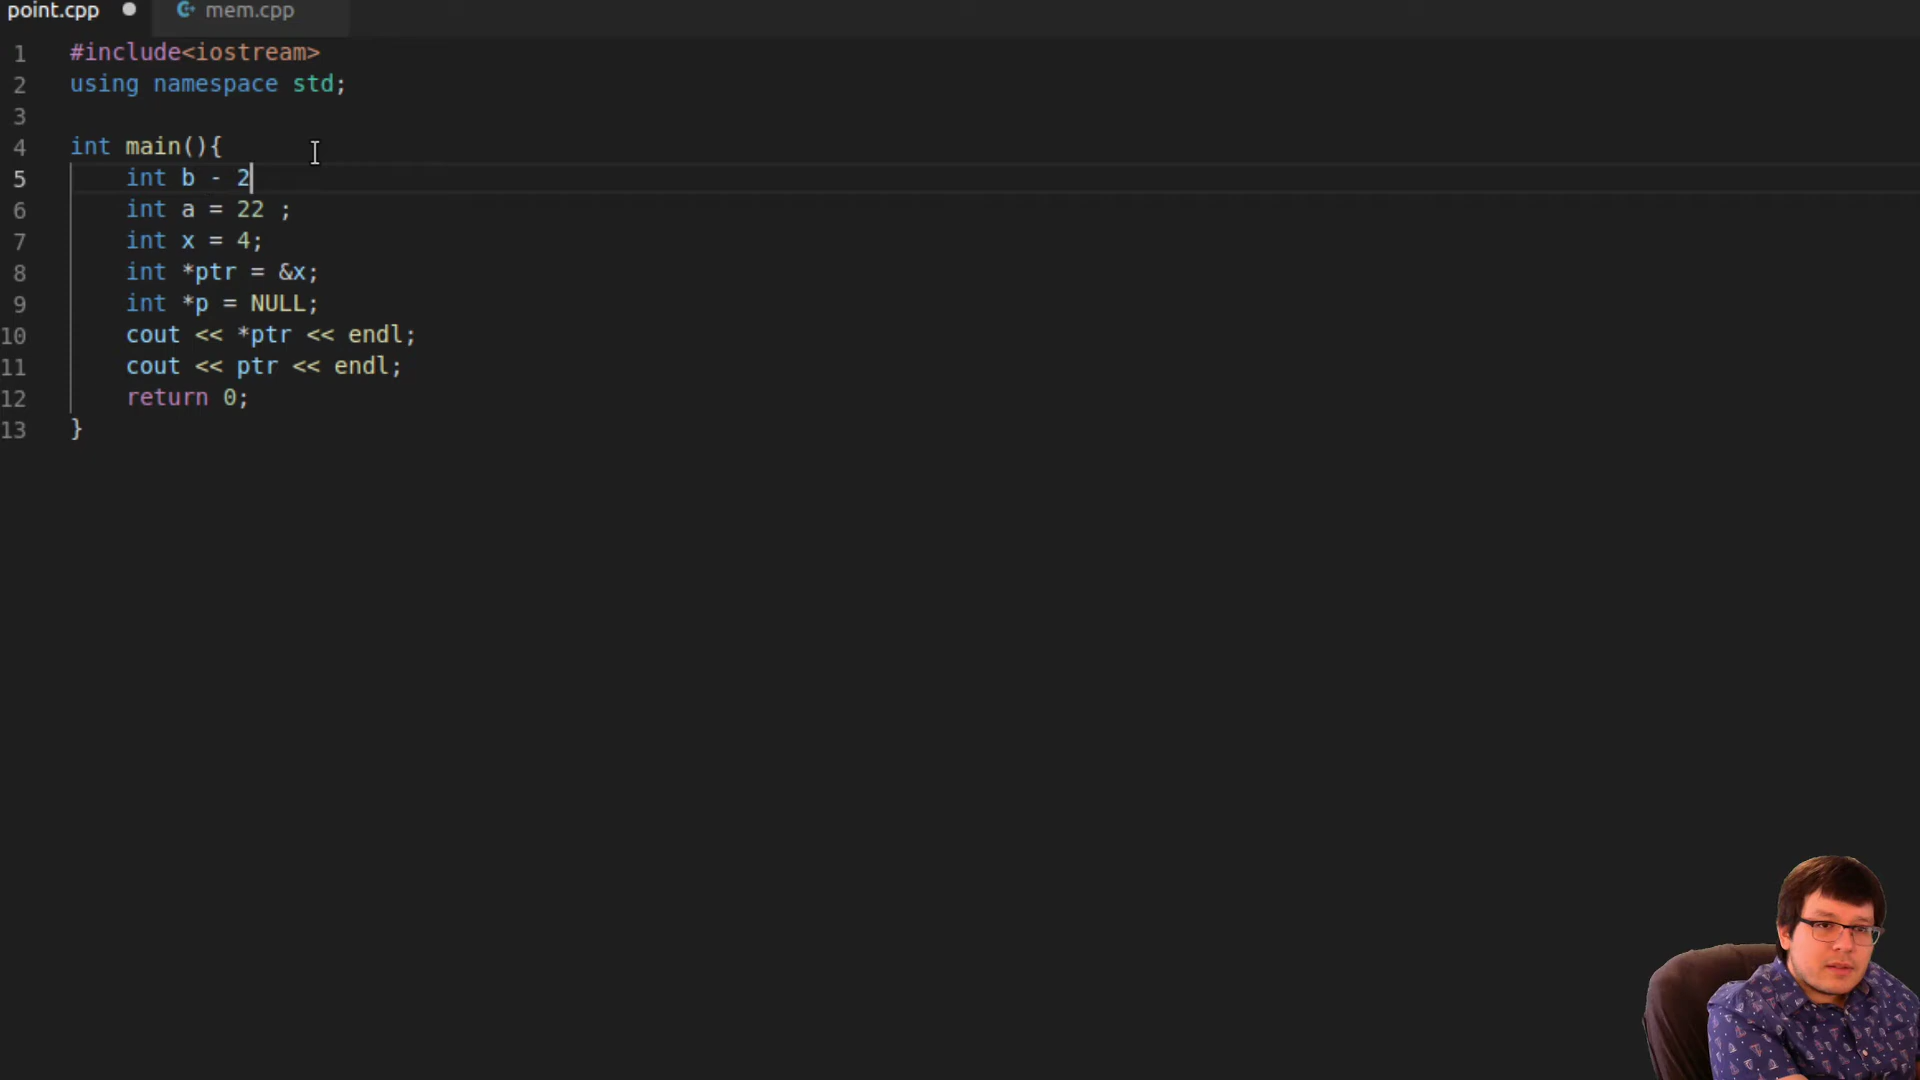 point.cpp mem.cpp
1 #include<iostream>
2 using namespace std;
3
4 int main(){
5 int b - 2
6 int a = 22 ;
7 int x = 4;
8 int *ptr = &x;
9 int *p = NULL;
10 cout << *ptr << endl;
11 cout << ptr << endl;
12 return 0;
13 }